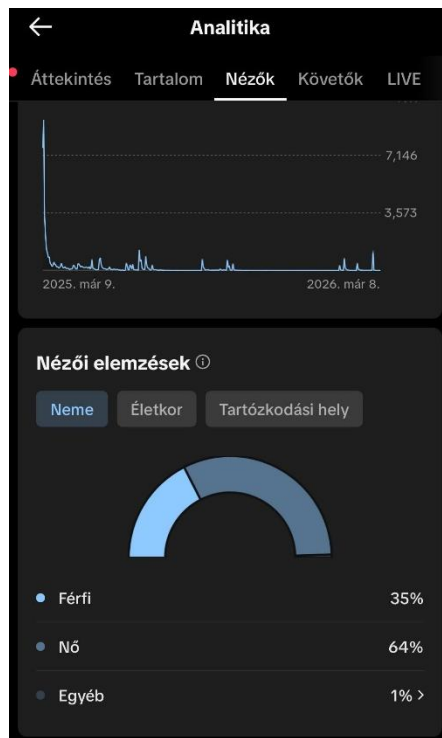 Analitika
Áttekintés Tartalom Nézők Követők LIVE
7,146
3,573
2025. már 9. 2026. már 8.
Nézői elemzések
Neme Életkor Tartózkodási hely
Férfi 35%
Nő 64%
Egyéb 1% >